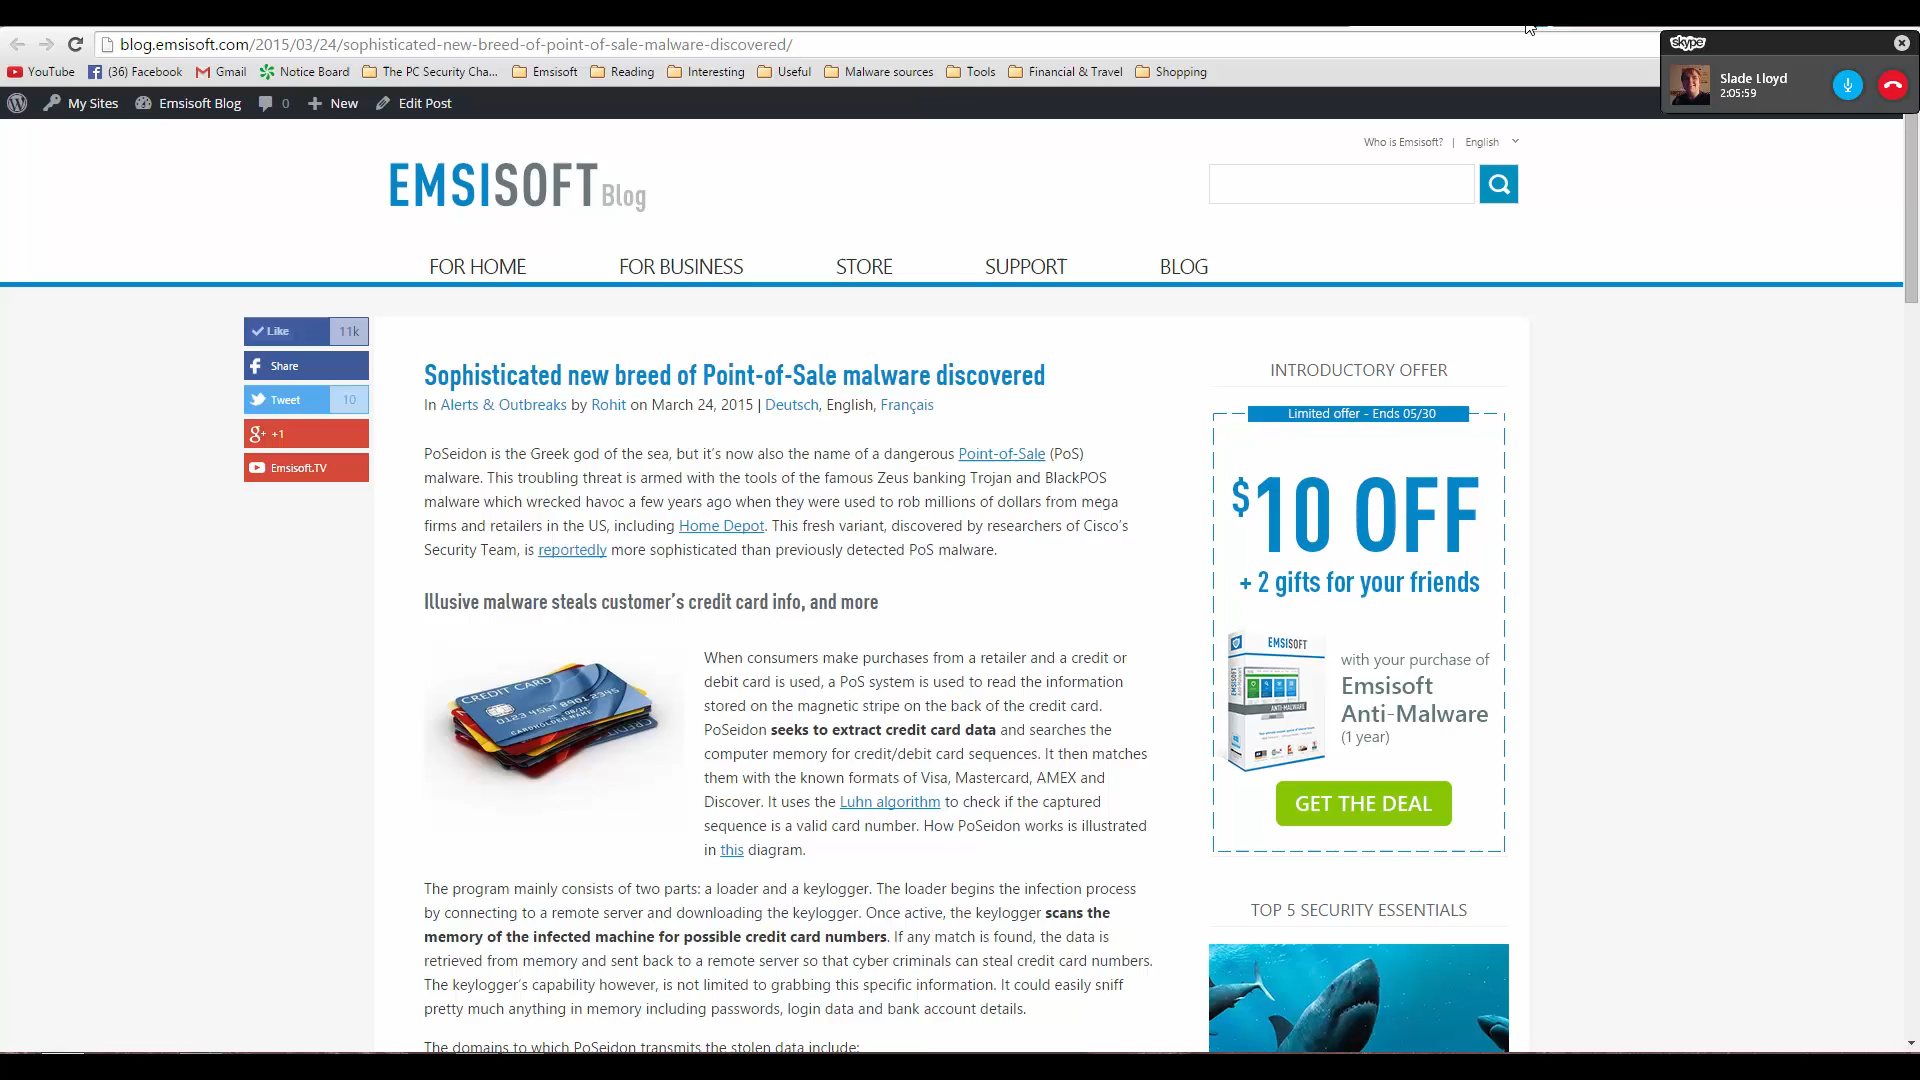 blog.emsisoft.com/2015/03/24/sophisticated-new-breed-of-point-of-sale-malware-discovered/
skype
Slade Lloyd
2:05:59
YouTube (36) Facebook Gmail Notice Board The PC Security Cha... Emsisoft Reading Interesting Useful Malware sources Tools Financial & Travel Shopping
My Sites Emsisoft Blog 0 New Edit Post
Who is Emsisoft? | English
EMSISOFT Blog
FOR HOME FOR BUSINESS STORE SUPPORT BLOG
Like 11k
Share
Tweet 10
g+ +1
Emsisoft.TV
Sophisticated new breed of Point-of-Sale malware discovered
In Alerts & Outbreaks by Rohit on March 24, 2015 | Deutsch, English, Français
PoSeidon is the Greek god of the sea, but it's now also the name of a dangerous Point-of-Sale (PoS)
malware. This troubling threat is armed with the tools of the famous Zeus banking Trojan and BlackPOS
malware which wrecked havoc a few years ago when they were used to rob millions of dollars from mega
firms and retailers in the US, including Home Depot. This fresh variant, discovered by researchers of Cisco's
Security Team, is reportedly more sophisticated than previously detected PoS malware.
Illusive malware steals customer's credit card info, and more
CREDIT CARD
0123 4567 8901 2345
CARDHOLDER NAME
When consumers make purchases from a retailer and a credit or
debit card is used, a PoS system is used to read the information
stored on the magnetic stripe on the back of the credit card.
PoSeidon seeks to extract credit card data and searches the
computer memory for credit/debit card sequences. It then matches
them with the known formats of Visa, Mastercard, AMEX and
Discover. It uses the Luhn algorithm to check if the captured
sequence is a valid card number. How PoSeidon works is illustrated
in this diagram.
The program mainly consists of two parts: a loader and a keylogger. The loader begins the infection process
by connecting to a remote server and downloading the keylogger. Once active, the keylogger scans the
memory of the infected machine for possible credit card numbers. If any match is found, the data is
retrieved from memory and sent back to a remote server so that cyber criminals can steal credit card numbers.
The keylogger's capability however, is not limited to grabbing this specific information. It could easily sniff
pretty much anything in memory including passwords, login data and bank account details.
The domains to which PoSeidon transmits the stolen data include:
INTRODUCTORY OFFER
Limited offer - Ends 05/30
$10 OFF
+ 2 gifts for your friends
EMSISOFT
ANTI-MALWARE
with your purchase of
Emsisoft
Anti-Malware
(1 year)
GET THE DEAL
TOP 5 SECURITY ESSENTIALS